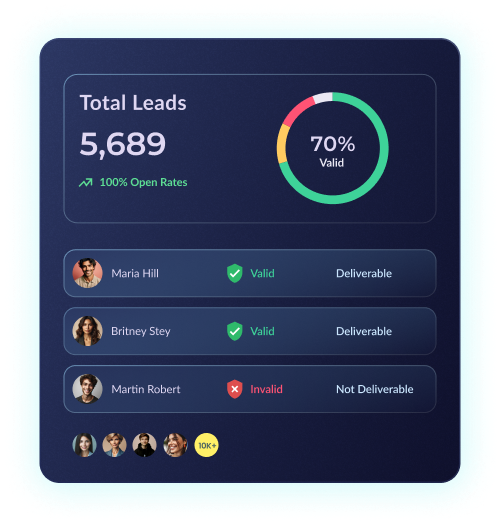 Total Leads
5,689
100% Open Rates
70%
Valid
Maria Hill Valid Deliverable
Britney Stey Valid Deliverable
Martin Robert Invalid Not Deliverable
10K+